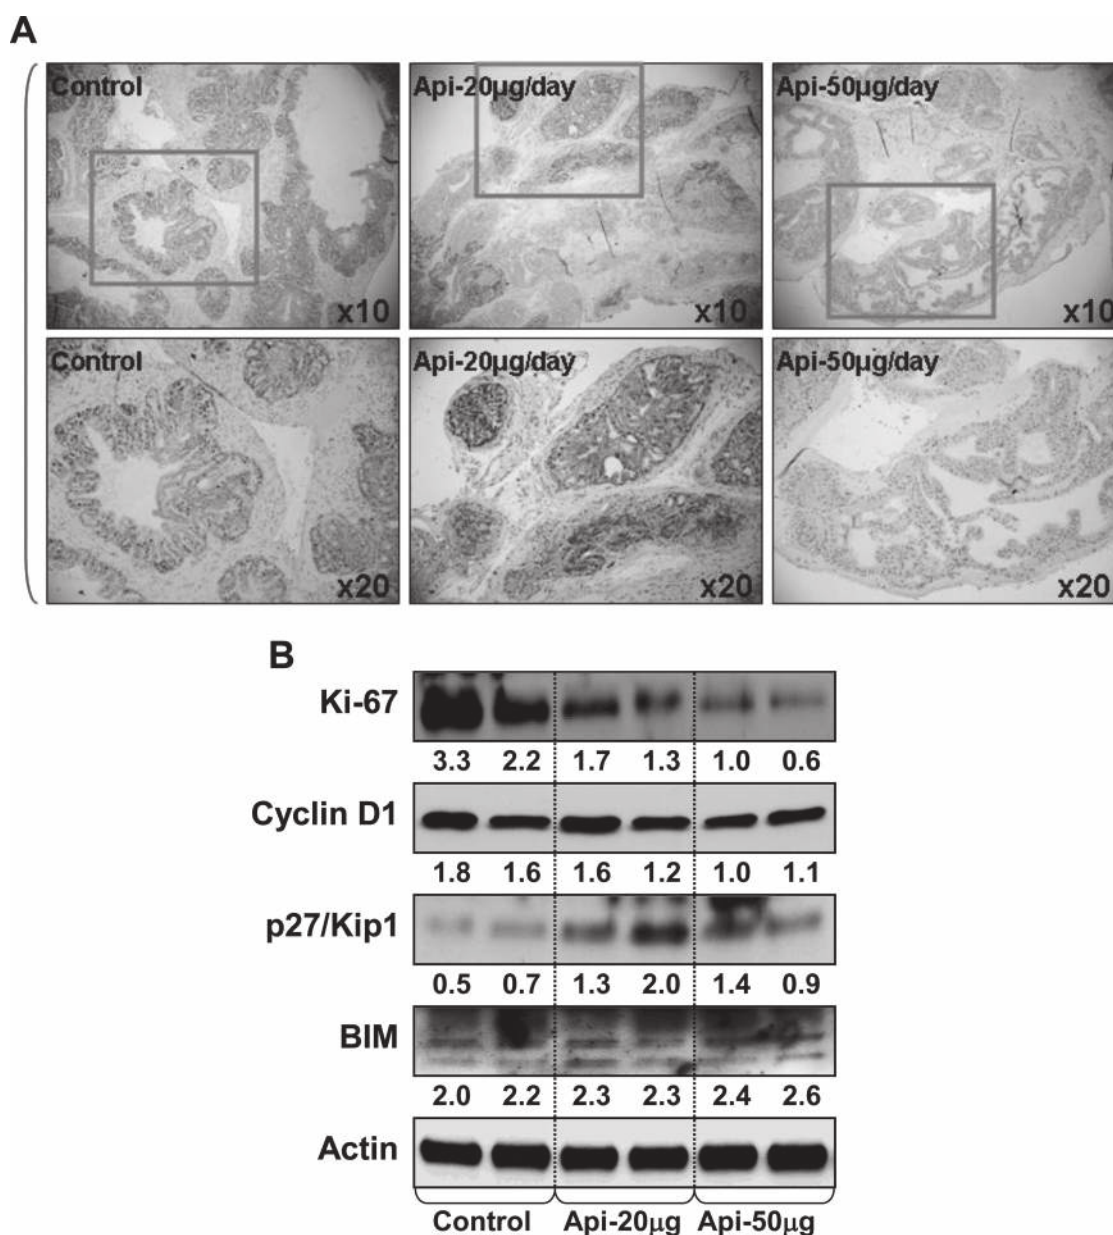 A
Control Api-20µg/day Api-50µg/day
x10 x10 x10
Control Api-20µg/day Api-50µg/day
x20 x20 x20
B
Ki-67
3.3 2.2 1.7 1.3 1.0 0.6
Cyclin D1
1.8 1.6 1.6 1.2 1.0 1.1
p27/Kip1
0.5 0.7 1.3 2.0 1.4 0.9
BIM
2.0 2.2 2.3 2.3 2.4 2.6
Actin
Control Api-20µg Api-50µg